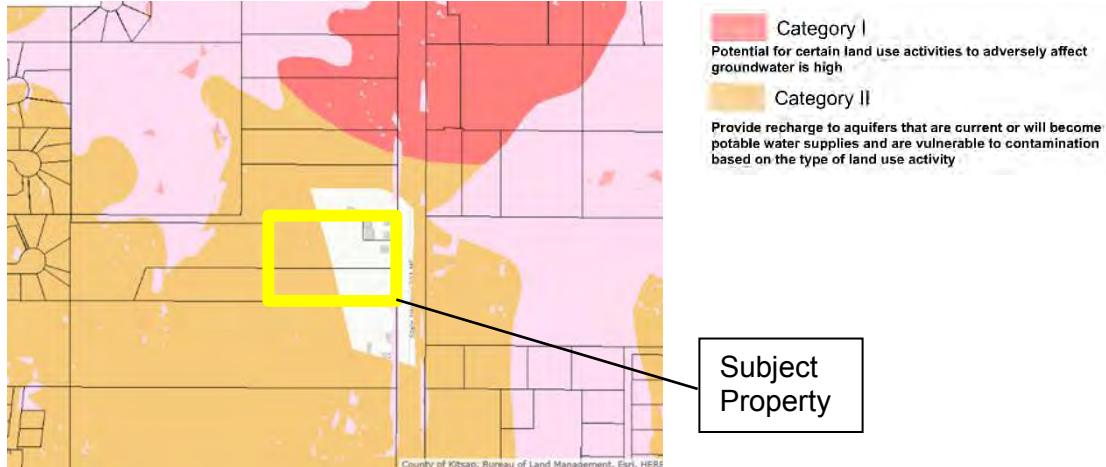 Category I
Potential for certain land use activities to adversely affect
groundwater is high
Category II
Provide recharge to aquifers that are current or will become
potable water supplies and are vulnerable to contamination
based on the type of land use activity
Subject
Property
County of Kitsap, Bureau of Land Management, Esri, HERE